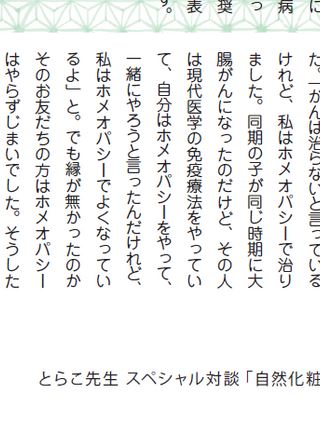 に
病
っ
奨
表
す。
た。「がんは治らないと言っている
けれど、私はホメオパシーで治り
ました。同期の子が同じ時期に大
腸がんになったのだけど、その人
は現代医学の免疫療法をやってい
て、自分はホメオパシーをやって、
一緒にやろうと言ったんだけれど、
私はホメオパシーでよくなってい
るよ」と。でも縁が無かったのか
そのお友だちの方はホメオパシー
はやらずじまいでした。そうした
とらこ先生 スペシャル対談「自然化粧